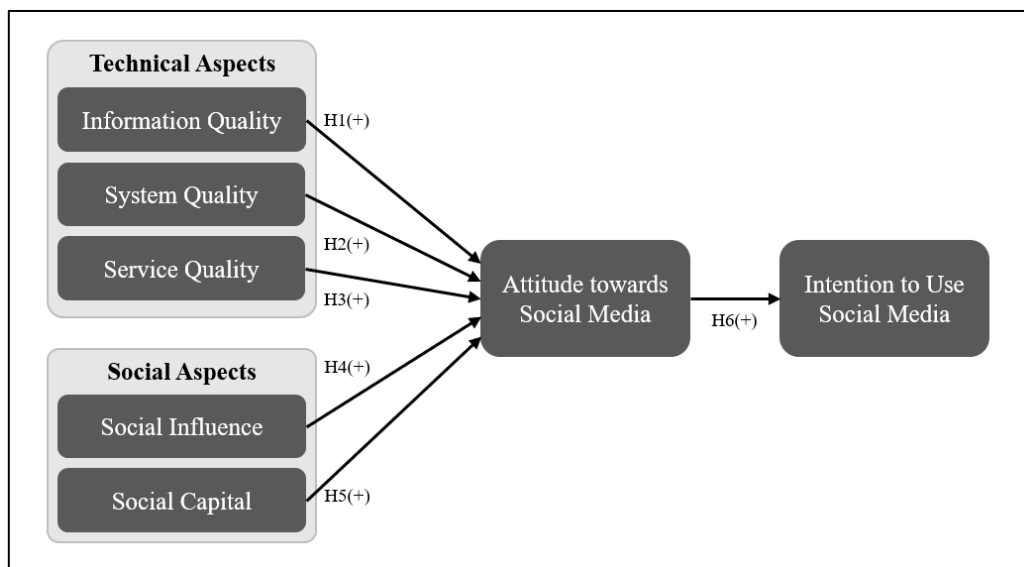 Technical Aspects
Information Quality
System Quality
Service Quality
H1(+)
H2(+)
H3(+)
Social Aspects
Social Influence
Social Capital
H4(+)
H5(+)
Attitude towards
Social Media
H6(+)
Intention to Use
Social Media